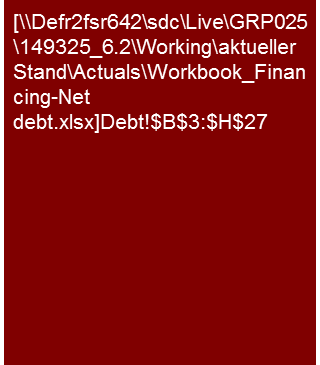 [\\Defr2fsr642\sdc\Live\GRP025
\149325_6.2\Working\aktueller
Stand\Actuals\Workbook_Finan
cing-Net
debt.xlsx]Debt!$B$3:$H$27